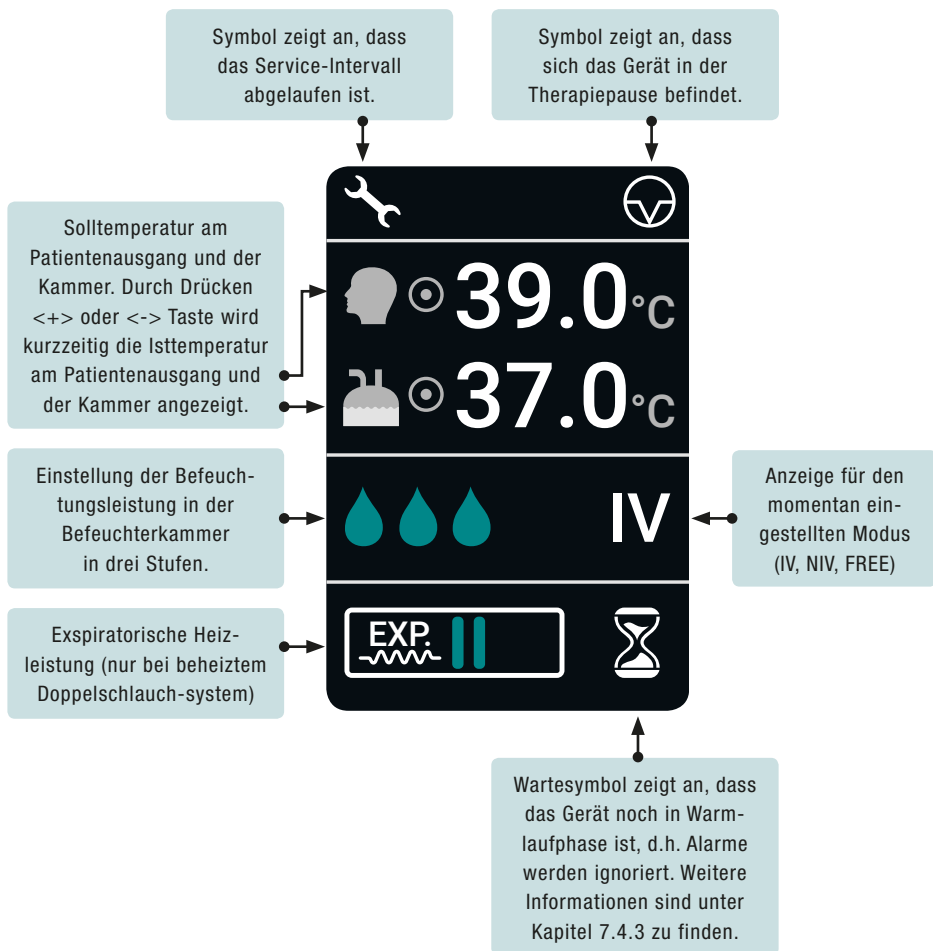 Symbol zeigt an, dass
das Service-Intervall
abgelaufen ist.
Symbol zeigt an, dass
sich das Gerät in der
Therapiepause befindet.
Solltemperatur am
Patientenausgang und der
Kammer. Durch Drücken
<+> oder <-> Taste wird
kurzzeitig die Isttemperatur
am Patientenausgang und
der Kammer angezeigt.
39.0°C
37.0°C
Einstellung der Befeuch-
tungsleistung in der
Befeuchterkammer
in drei Stufen.
IV
Anzeige für den
momentan ein-
gestellten Modus
(IV, NIV, FREE)
Exspiratorische Heiz-
leistung (nur bei beheiztem
Doppelschlauch-system)
EXP.
Wartesymbol zeigt an, dass
das Gerät noch in Warm-
laufphase ist, d.h. Alarme
werden ignoriert. Weitere
Informationen sind unter
Kapitel 7.4.3 zu finden.